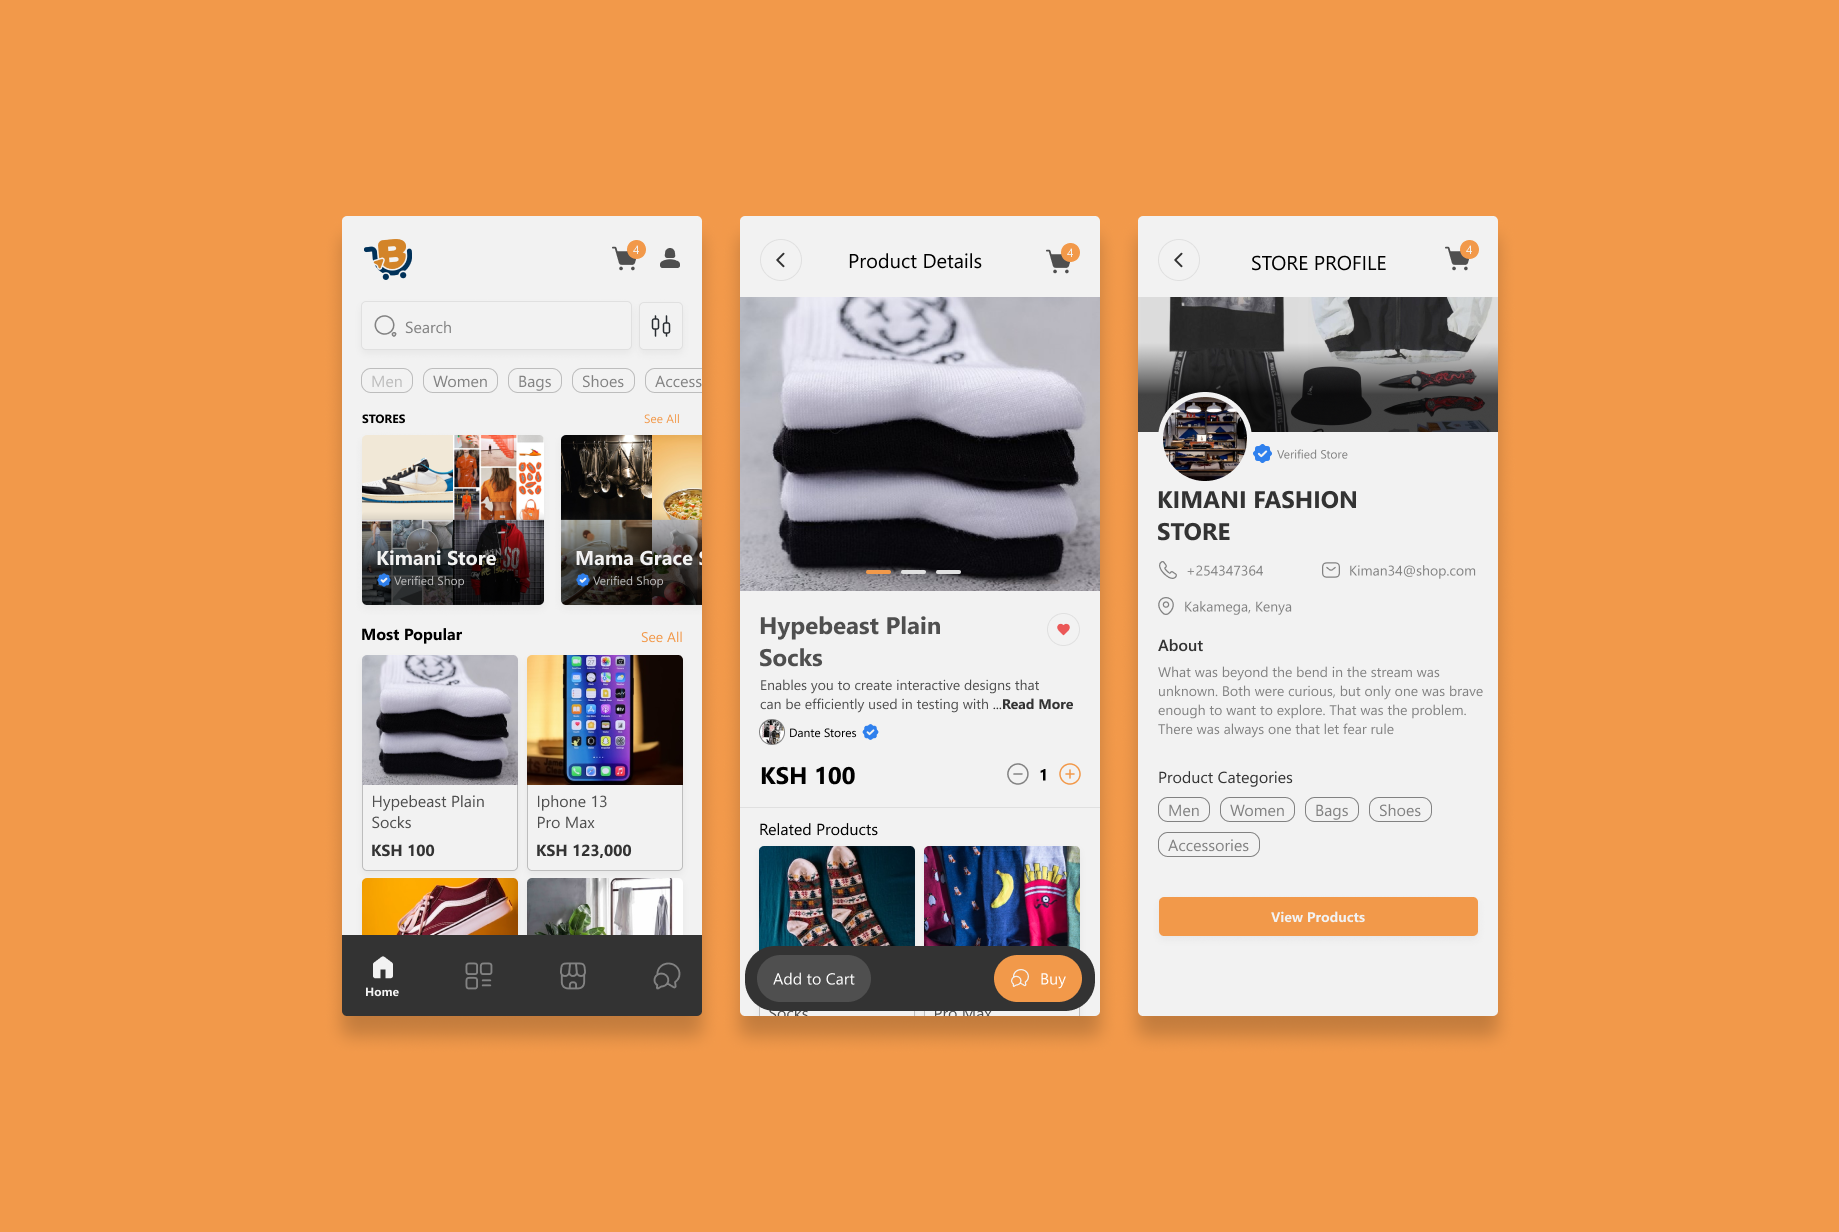 B
4
Search
Men
Women
Bags
Shoes
Access
STORES
See All
Kimani Store
Verified Shop
Mama Grace S
Verified Shop
Most Popular
See All
Hypebeast Plain
Socks
KSH 100
Iphone 13
Pro Max
KSH 123,000
Home
Product Details
4
Hypebeast Plain
Socks
Enables you to create interactive designs that
can be efficiently used in testing with ...Read More
Dante Stores
KSH 100
1
Related Products
Add to Cart
Buy
Socks
Pro Max
STORE PROFILE
4
Verified Store
KIMANI FASHION
STORE
+254347364
Kiman34@shop.com
Kakamega, Kenya
About
What was beyond the bend in the stream was
unknown. Both were curious, but only one was brave
enough to want to explore. That was the problem.
There was always one that let fear rule
Product Categories
Men
Women
Bags
Shoes
Accessories
View Products